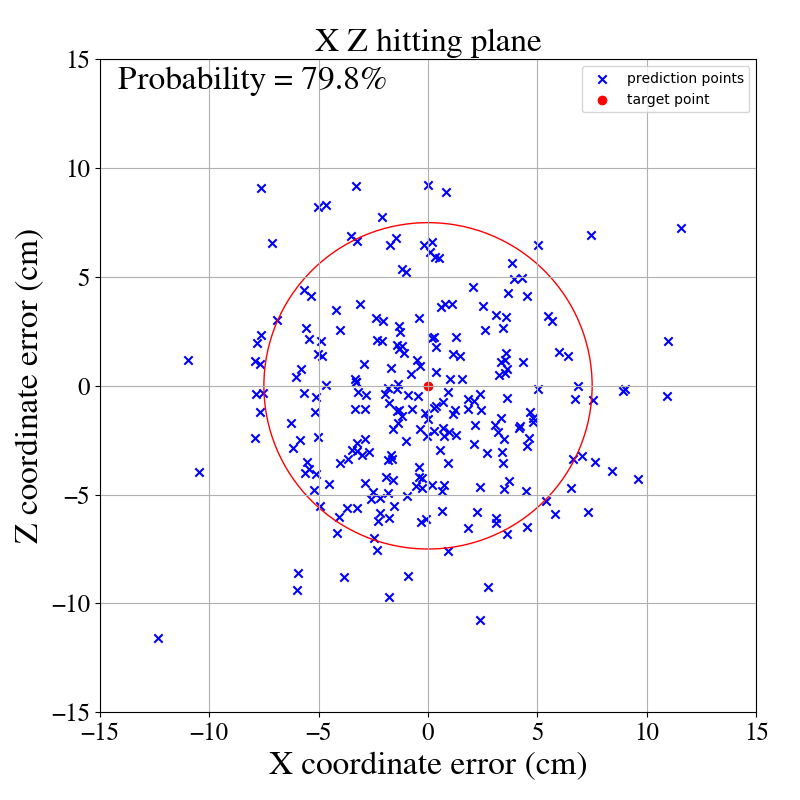 X Z hitting plane
Probability = 79.8%
prediction points
target point
Z coordinate error (cm)
15
10
5
0
−5
−10
−15
−15 −10 −5 0 5 10 15
X coordinate error (cm)